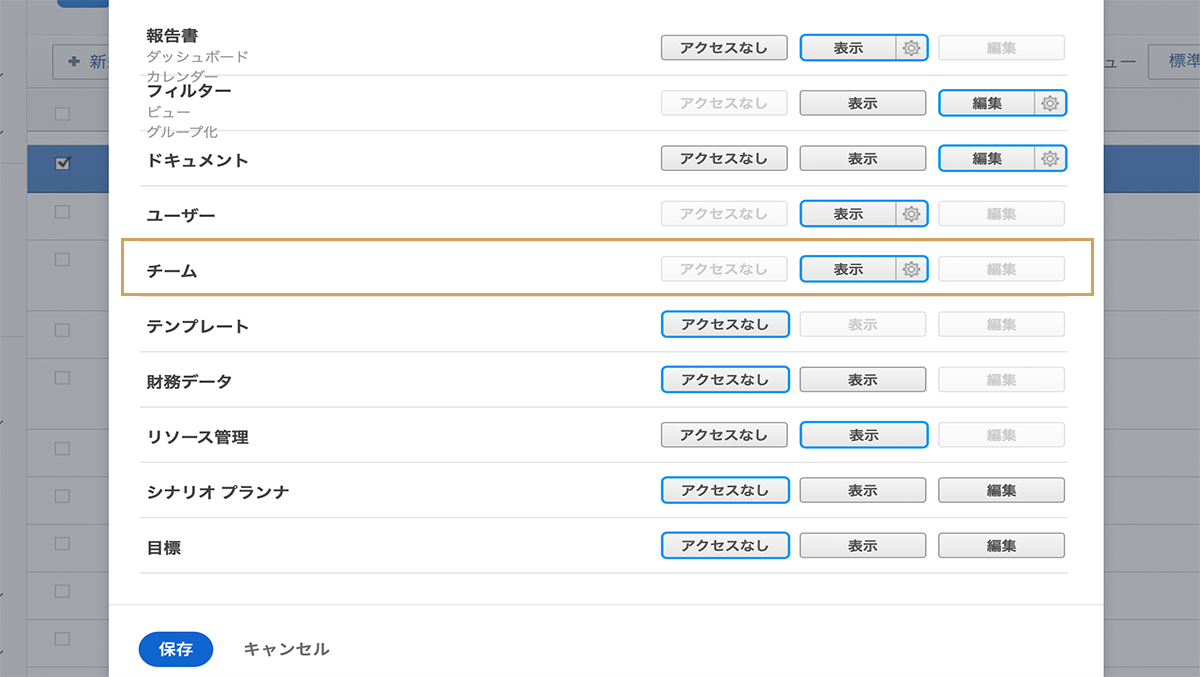 報告書 アクセスなし 表示 編集
ダッシュボード
カレンダー
フィルター アクセスなし 表示 編集
ビュー
グループ化
ドキュメント アクセスなし 表示 編集
ユーザー アクセスなし 表示 編集
チーム アクセスなし 表示 編集
テンプレート アクセスなし 表示 編集
財務データ アクセスなし 表示 編集
リソース管理 アクセスなし 表示 編集
シナリオ プランナ アクセスなし 表示 編集
目標 アクセスなし 表示 編集
保存 キャンセル
+ 新
ュー 標準